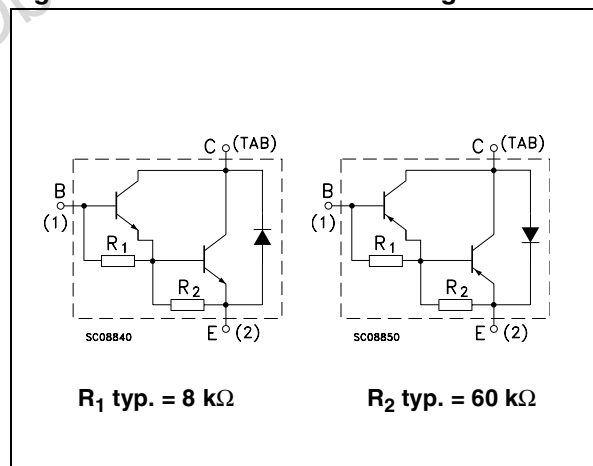 C (TAB)
B
(1)
R1
R2
E (2)
SC08840
C (TAB)
B
(1)
R1
R2
E (2)
SC08850
R1 typ. = 8 kΩ
R2 typ. = 60 kΩ